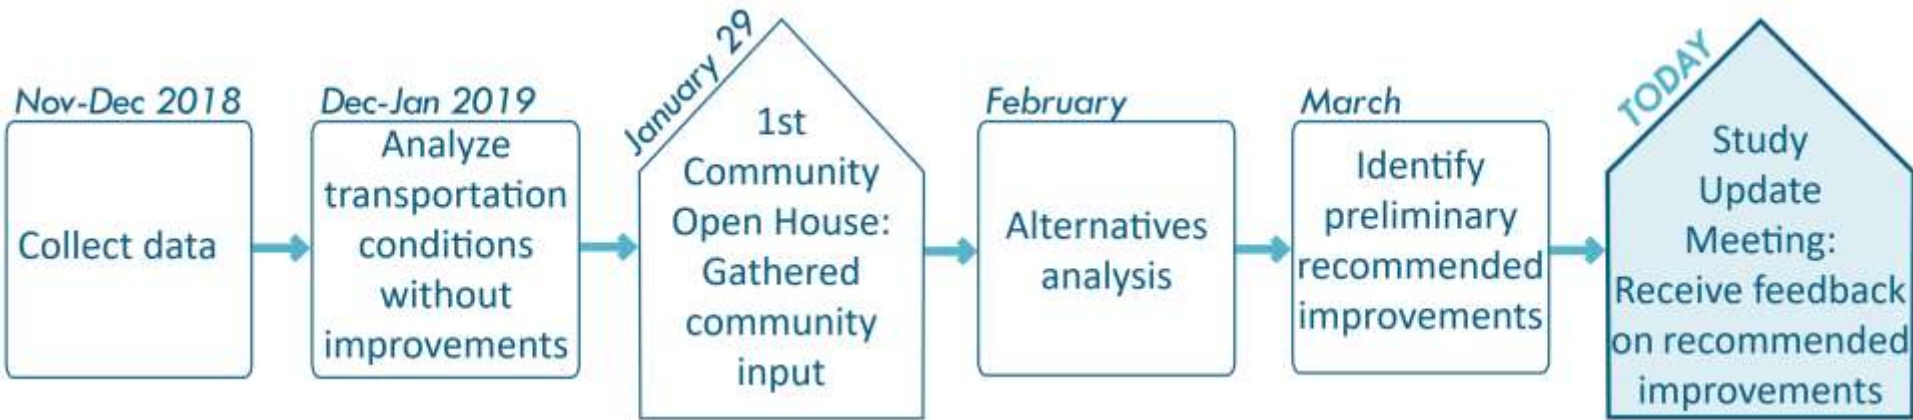 Nov-Dec 2018
Collect data
Dec-Jan 2019
Analyze
transportation
conditions
without
improvements
January 29
1st
Community
Open House:
Gathered
community
input
February
Alternatives
analysis
March
Identify
preliminary
recommended
improvements
TODAY
Study
Update
Meeting:
Receive feedback
on recommended
improvements